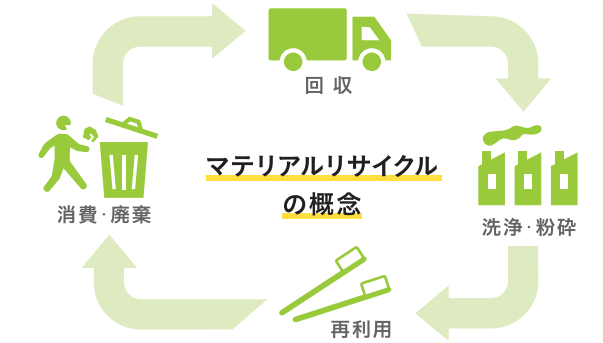 回収
マテリアルリサイクル
の概念
消費・廃棄
洗浄・粉砕
再利用